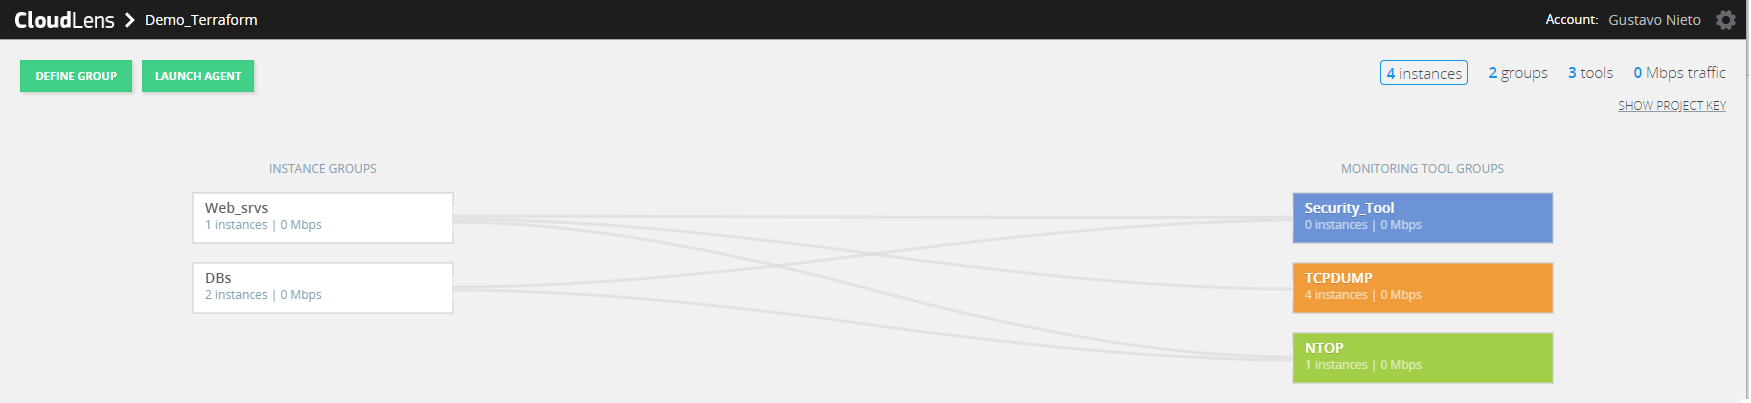 CloudLens > Demo_Terraform Account: Gustavo Nieto
DEFINE GROUP LAUNCH AGENT 4 instances 2 groups 3 tools 0 Mbps traffic
SHOW PROJECT KEY
INSTANCE GROUPS MONITORING TOOL GROUPS
Web_srvs
1 instances | 0 Mbps
DBs
2 instances | 0 Mbps
Security_Tool
0 instances | 0 Mbps
TCPDUMP
4 instances | 0 Mbps
NTOP
1 instances | 0 Mbps